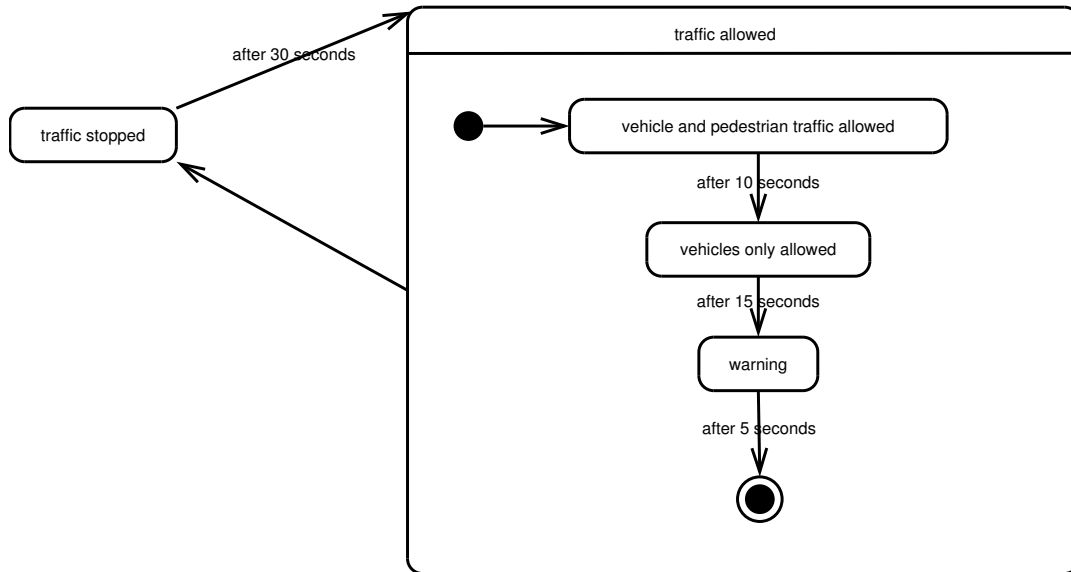 traffic allowed
after 30 seconds
vehicle and pedestrian traffic allowed
traffic stopped
after 10 seconds
vehicles only allowed
after 15 seconds
warning
after 5 seconds